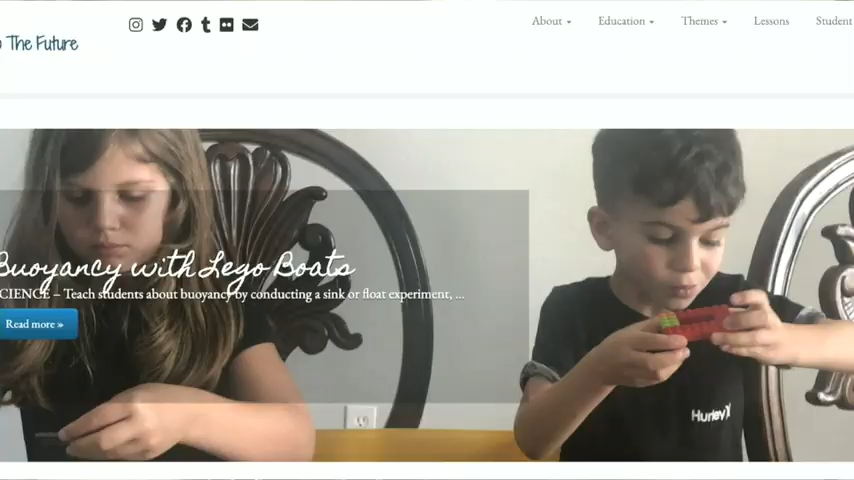 About
Education
Themes
Lessons
Student
The Future
Buoyancy with Lego Boats
SCIENCE – Teach students about buoyancy by conducting a sink or float experiment, ...
Read more »
Hurley